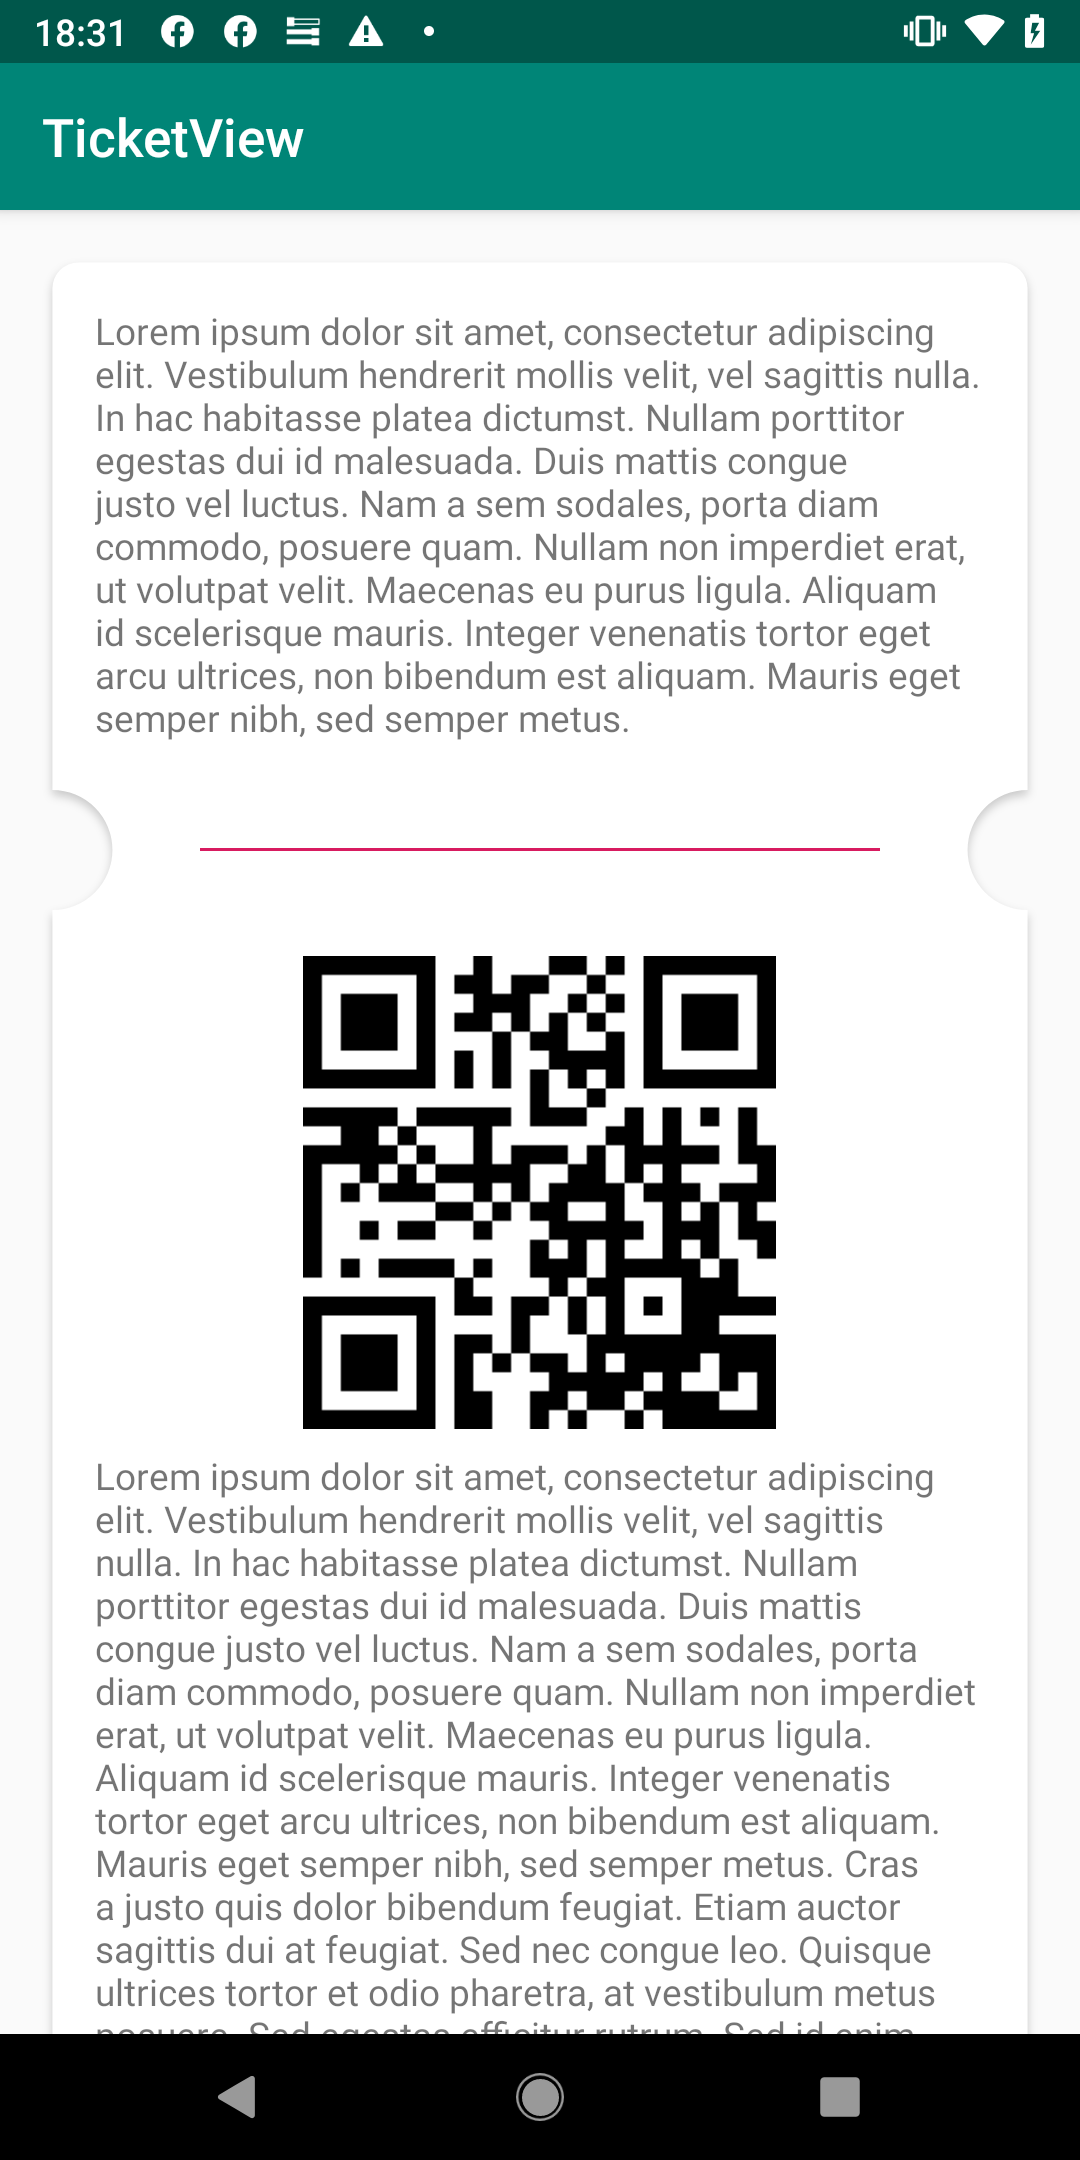 18:31
TicketView
Lorem ipsum dolor sit amet, consectetur adipiscing
elit. Vestibulum hendrerit mollis velit, vel sagittis nulla.
In hac habitasse platea dictumst. Nullam porttitor
egestas dui id malesuada. Duis mattis congue
justo vel luctus. Nam a sem sodales, porta diam
commodo, posuere quam. Nullam non imperdiet erat,
ut volutpat velit. Maecenas eu purus ligula. Aliquam
id scelerisque mauris. Integer venenatis tortor eget
arcu ultrices, non bibendum est aliquam. Mauris eget
semper nibh, sed semper metus.
Lorem ipsum dolor sit amet, consectetur adipiscing
elit. Vestibulum hendrerit mollis velit, vel sagittis
nulla. In hac habitasse platea dictumst. Nullam
porttitor egestas dui id malesuada. Duis mattis
congue justo vel luctus. Nam a sem sodales, porta
diam commodo, posuere quam. Nullam non imperdiet
erat, ut volutpat velit. Maecenas eu purus ligula.
Aliquam id scelerisque mauris. Integer venenatis
tortor eget arcu ultrices, non bibendum est aliquam.
Mauris eget semper nibh, sed semper metus. Cras
a justo quis dolor bibendum feugiat. Etiam auctor
sagittis dui at feugiat. Sed nec congue leo. Quisque
ultrices tortor et odio pharetra, at vestibulum metus
posuere. Sed egestas efficitur rutrum. Sed id enim